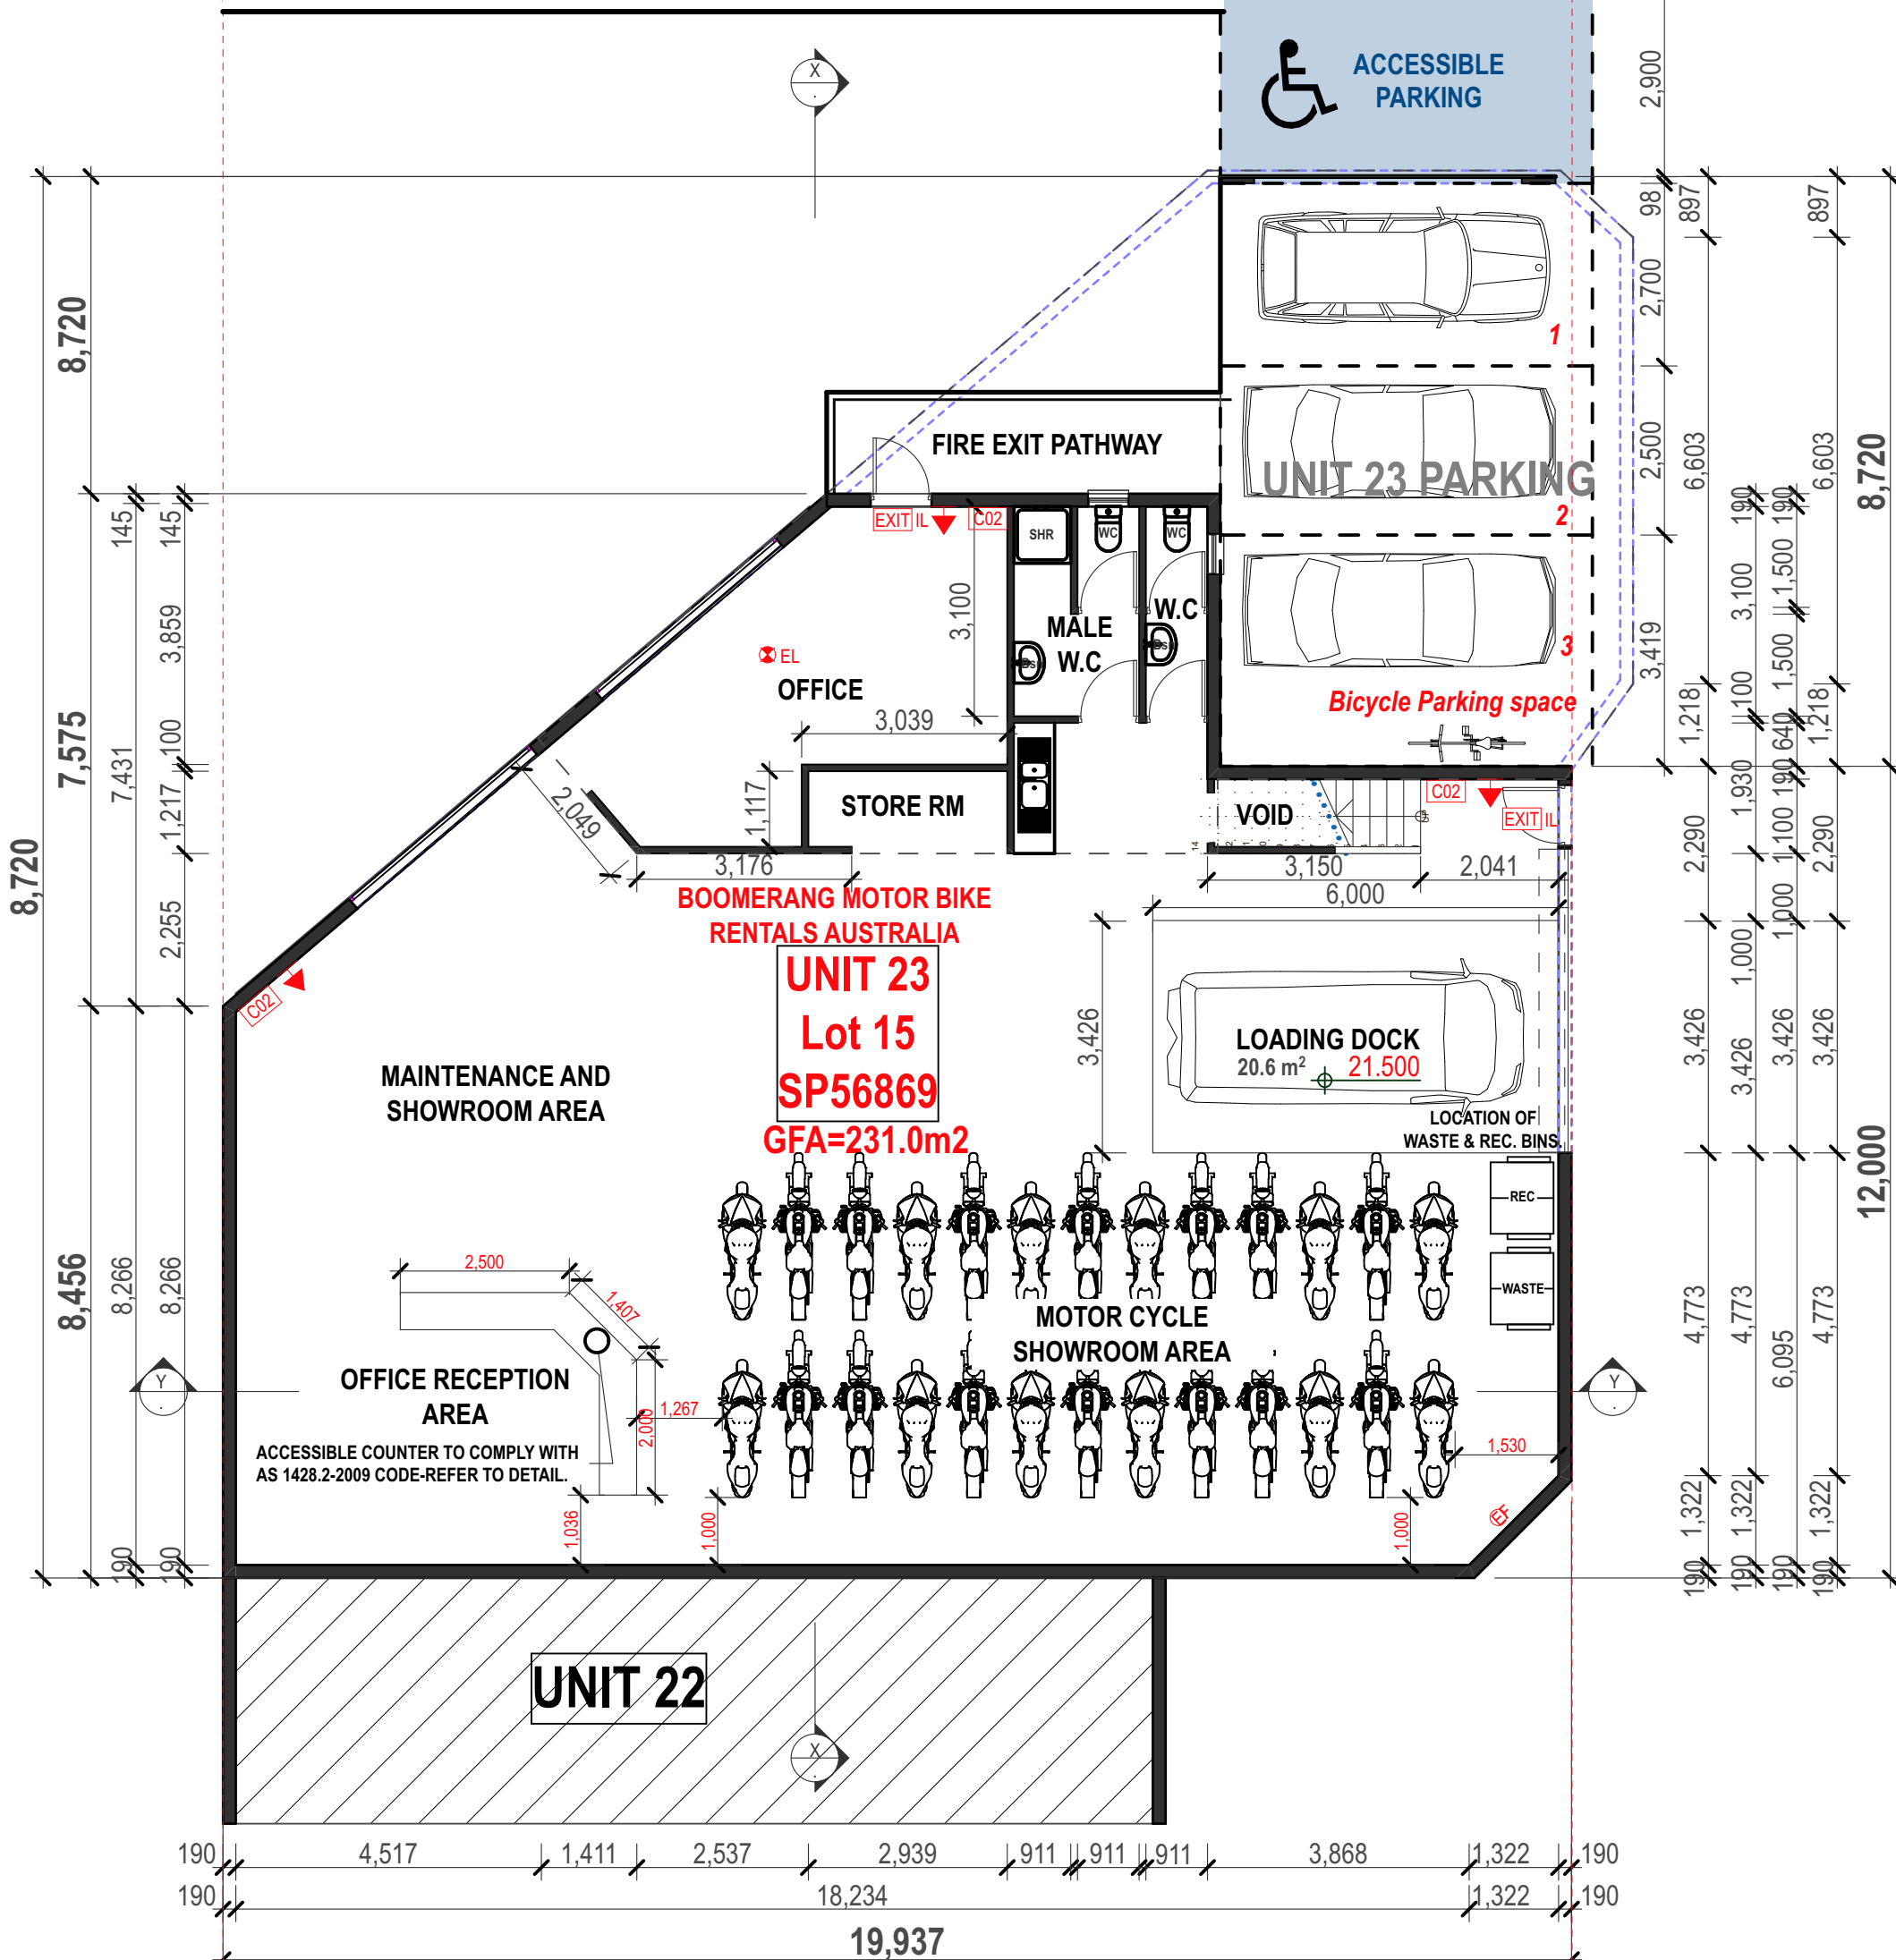 X
ACCESSIBLE
PARKING
2,900
98
897
897
8,720
2,700
1
FIRE EXIT PATHWAY
UNIT 23 PARKING
2,500
6,603
6,603
8,720
2
EXIT IL
C02
SHR
WC
WC
145
145
190
190
3,100
3,100
1,500
MALE
W.C
W.C
3,859
3,419
3
1,500
EL
OFFICE
Bicycle Parking space
3,039
7,575
7,431
100
1,218
100
640
1,218
STORE RM
VOID
C02
EXIT IL
2,049
1,117
1,217
1,930
190
3,176
3,150
2,041
2,290
1,100
2,290
8,720
6,000
BOOMERANG MOTOR BIKE
RENTALS AUSTRALIA
2,255
1,000
1,000
UNIT 23
Lot 15
SP56869
GFA=231.0m2
C02
3,426
LOADING DOCK
20.6 m²
21.500
3,426
3,426
3,426
3,426
MAINTENANCE AND
SHOWROOM AREA
LOCATION OF
WASTE & REC. BINS.
12,000
REC
WASTE
2,500
1,407
8,456
8,266
8,266
MOTOR CYCLE
SHOWROOM AREA
4,773
4,773
6,095
4,773
Y
OFFICE RECEPTION
AREA
2,000
1,267
Y
ACCESSIBLE COUNTER TO COMPLY WITH
AS 1428.2-2009 CODE-REFER TO DETAIL.
1,530
1,036
1,000
1,000
EF
1,322
1,322
1,322
190
190
190
190
190
190
UNIT 22
X
190
4,517
1,411
2,537
2,939
911
911
911
3,868
1,322
190
190
18,234
1,322
190
19,937